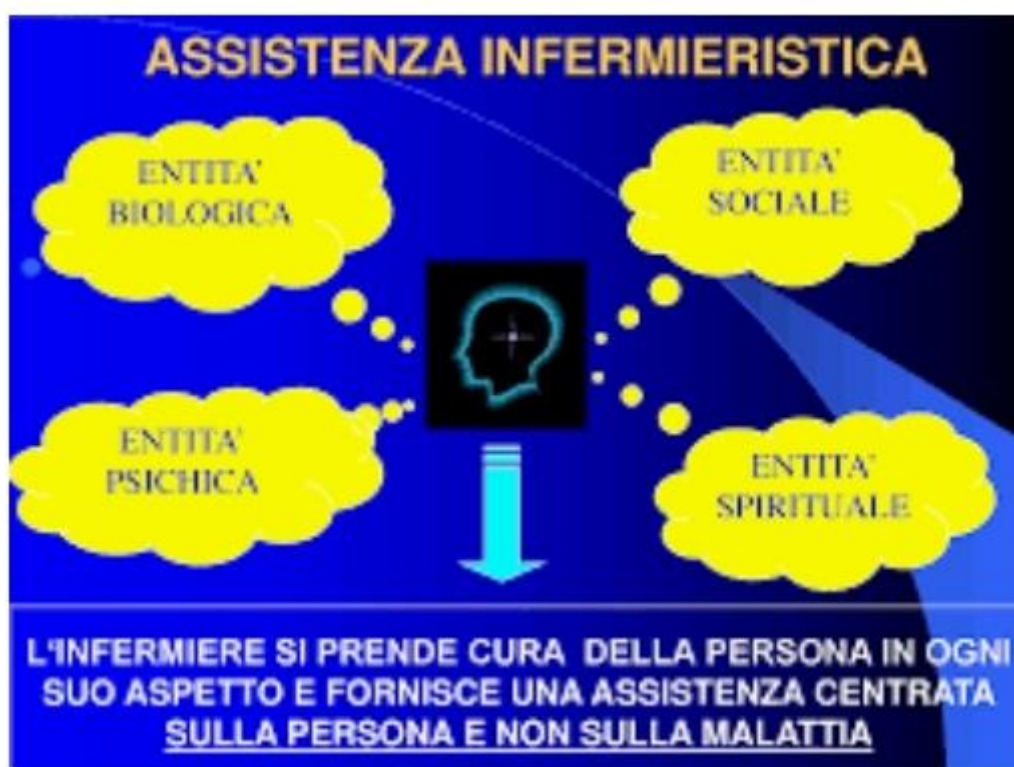 ASSISTENZA INFERMIERISTICA
ENTITA'
BIOLOGICA
ENTITA'
SOCIALE
ENTITA'
PSICHICA
ENTITA'
SPIRITUALE
L'INFERMIERE SI PRENDE CURA DELLA PERSONA IN OGNI
SUO ASPETTO E FORNISCE UNA ASSISTENZA CENTRATA
SULLA PERSONA E NON SULLA MALATTIA